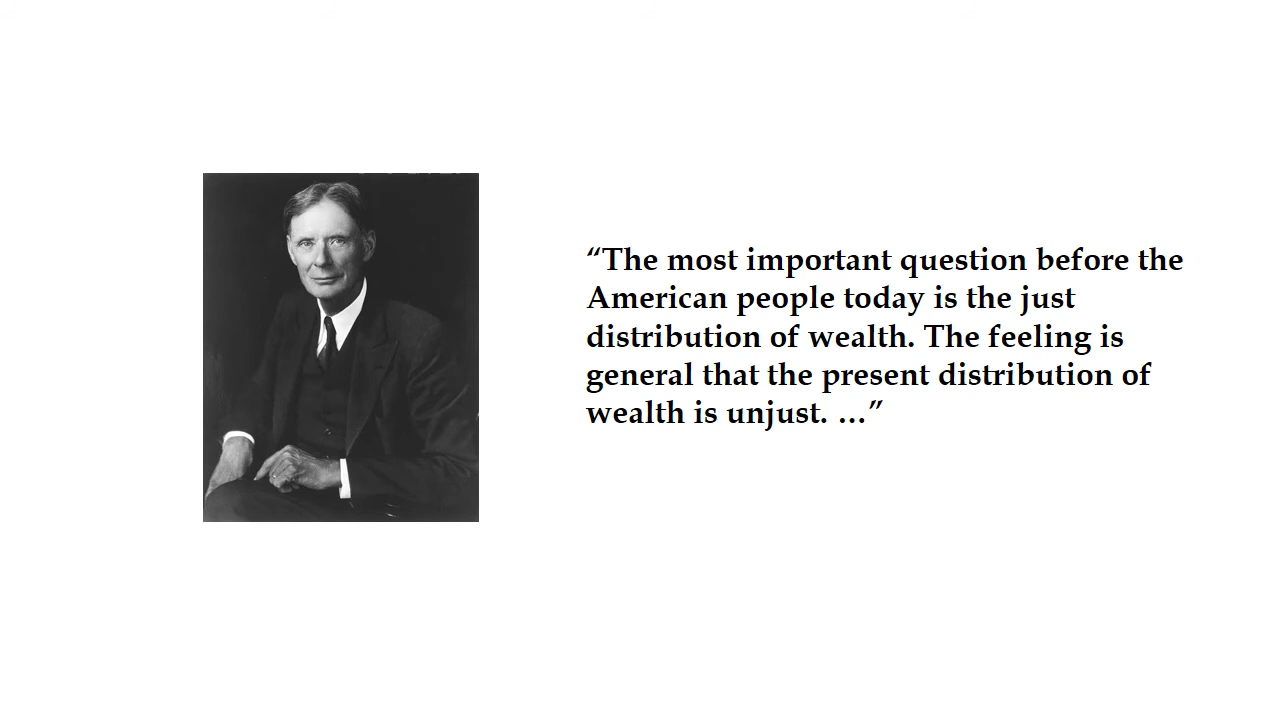 “The most important question before the
American people today is the just
distribution of wealth. The feeling is
general that the present distribution of
wealth is unjust. …”